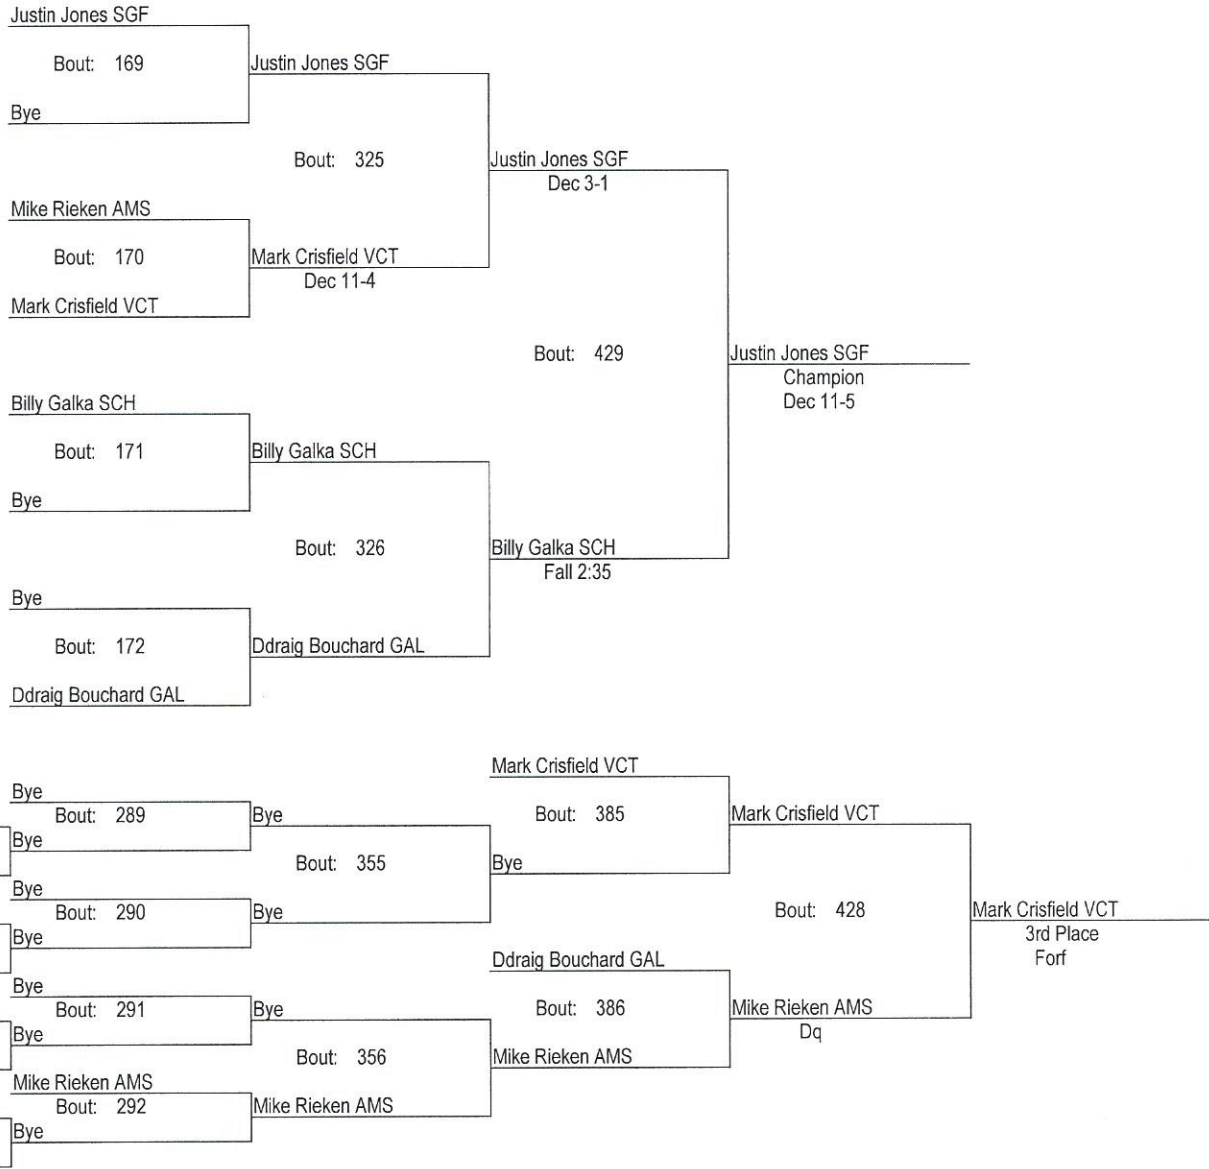 Justin Jones SGF
Bout: 169
Justin Jones SGF
Bye
Bout: 325
Justin Jones SGF
Dec 3-1
Mike Rieken AMS
Bout: 170
Mark Crisfield VCT
Dec 11-4
Mark Crisfield VCT
Bout: 429
Justin Jones SGF
Champion
Dec 11-5
Billy Galka SCH
Bout: 171
Billy Galka SCH
Bye
Bout: 326
Billy Galka SCH
Fall 2:35
Bye
Bout: 172
Ddraig Bouchard GAL
Ddraig Bouchard GAL
Mark Crisfield VCT
Bye
Bout: 289
Bye
Bout: 385
Mark Crisfield VCT
Bye
Bout: 355
Bye
Bye
Bout: 290
Bye
Bout: 428
Mark Crisfield VCT
3rd Place
Forf
Bye
Ddraig Bouchard GAL
Bye
Bout: 291
Bye
Bout: 386
Mike Rieken AMS
Dq
Bye
Bout: 356
Mike Rieken AMS
Mike Rieken AMS
Bout: 292
Mike Rieken AMS
Bye